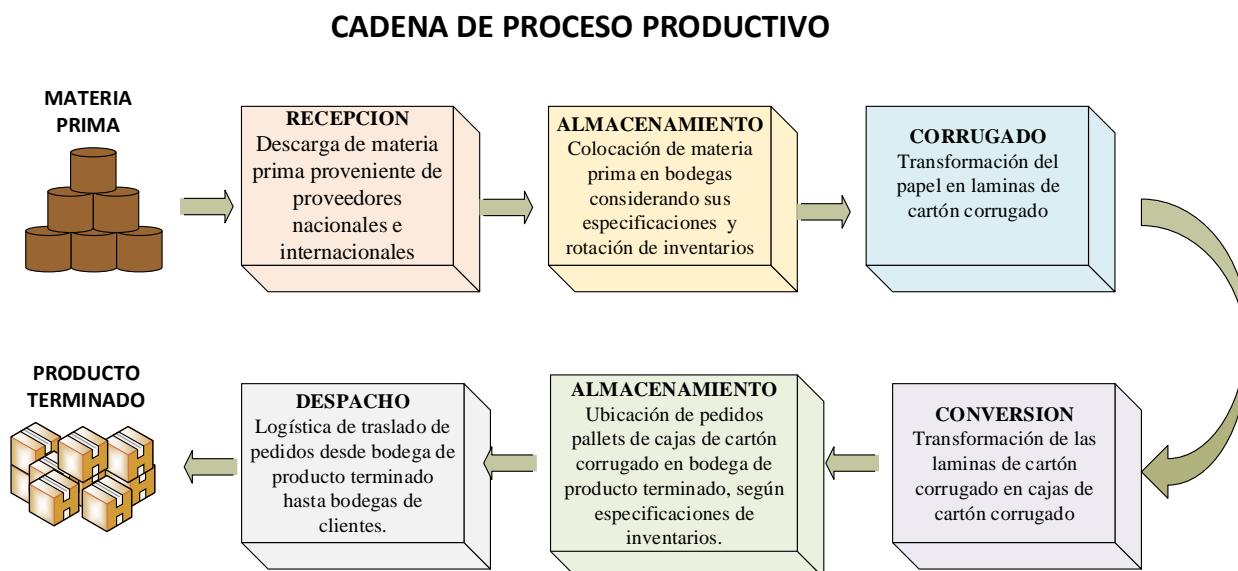 CADENA DE PROCESO PRODUCTIVO
MATERIA
PRIMA
RECEPCION
Descarga de materia
prima proveniente de
proveedores
nacionales e
internacionales
ALMACENAMIENTO
Colocación de materia
prima en bodegas
considerando sus
especificaciones y
rotación de inventarios
CORRUGADO
Transformación del
papel en laminas de
cartón corrugado
CONVERSION
Transformación de las
laminas de cartón
corrugado en cajas de
cartón corrugado
ALMACENAMIENTO
Ubicación de pedidos
pallets de cajas de cartón
corrugado en bodega de
producto terminado, según
especificaciones de
inventarios.
DESPACHO
Logística de traslado de
pedidos desde bodega de
producto terminado
hasta bodegas de
clientes.
PRODUCTO
TERMINADO